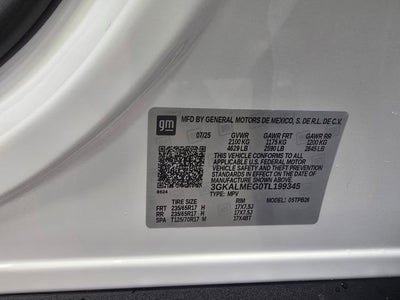 gm
MFD BY GENERAL MOTORS DE MEXICO, S. DE R.L. DE C.V.
07/25 GVWR GAWR FRT GAWR RR
2100 KG 1175 KG 1200 KG
4629 LB 2590 LB 2645 LB
THIS VEHICLE CONFORMS TO ALL
APPLICABLE U.S. FEDERAL MOTOR
VEHICLE SAFETY AND THEFT
PREVENTION STANDARDS IN EFFECT
ON THE DATE OF MANUFACTURE
SHOWN ABOVE.
3GKALMEG0TL199345
TYPE: MPV
TIRE SIZE RIM 05TPB26
FRT 235/65R17 H 17X7.5J
RR 235/65R17 H 17X7.5J
SPA T125/70R17 M 17X4BT